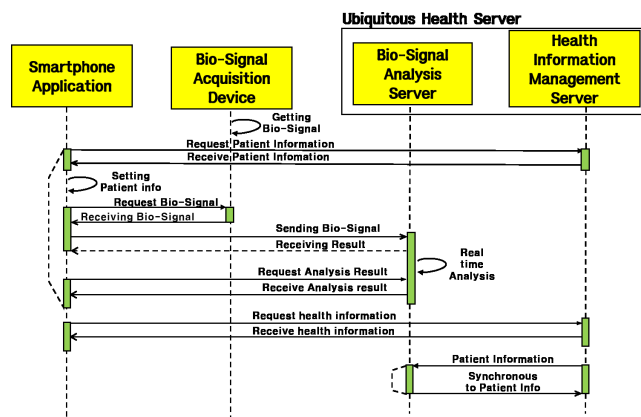 Ubiquitous Health Server
Smartphone
Application
Bio-Signal
Acquisition
Device
Bio-Signal
Analysis
Server
Health
Information
Management
Server
Getting
Bio-Signal
Request Patient Information
Receive Patient Infomation
Setting
Patient info
Request Bio-Signal
Receiving Bio-Signal
Sending Bio-Signal
Receiving Result
Real
time
Analysis
Request Analysis Result
Receive Analysis result
Request health information
Receive health information
Patient Information
Synchronous
to Patient Info